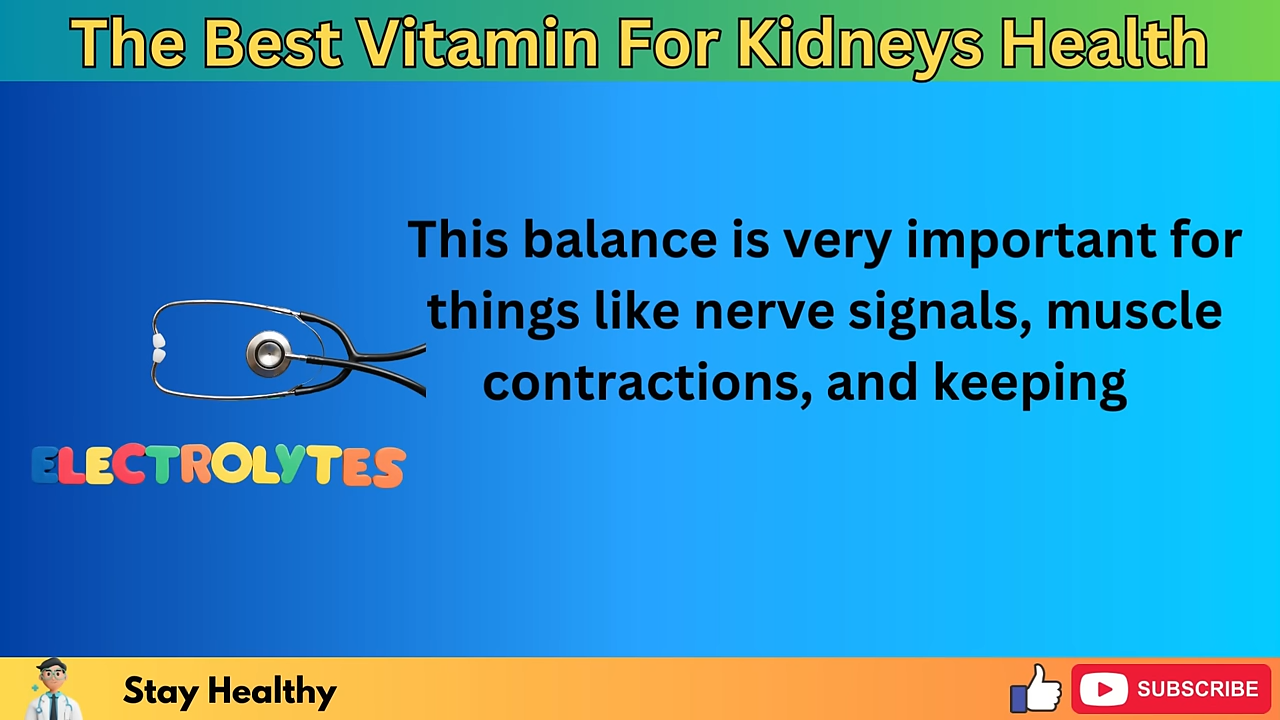 The Best Vitamin For Kidneys Health
This balance is very important for
things like nerve signals, muscle
contractions, and keeping
ELECTROLYTES
Stay Healthy
SUBSCRIBE